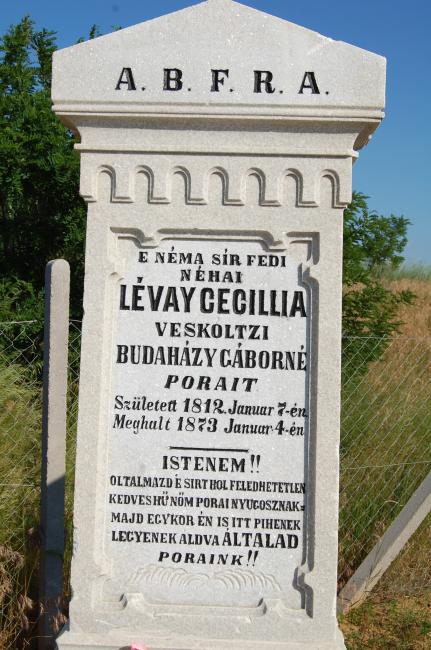 A. B. F. R. A.
E NÉMA SÍR FEDI
NÉHAI
LÉVAY CECILLIA
VESKOLTZI
BUDAHÁZY GÁBORNÉ
PORAIT
Született 1812. Januar 7-én
Meghalt 1873 Januar 4-én
ISTENEM!!
OLTALMAZD E SIRT HOL FELEDHETETLEN
KEDVES HŰ NŐM PORAI NYUGOSZNAK=
MAJD EGYKOR ÉN IS ITT PIHENEK
LEGYENEK ALDVA ÁLTALAD
PORAINK!!